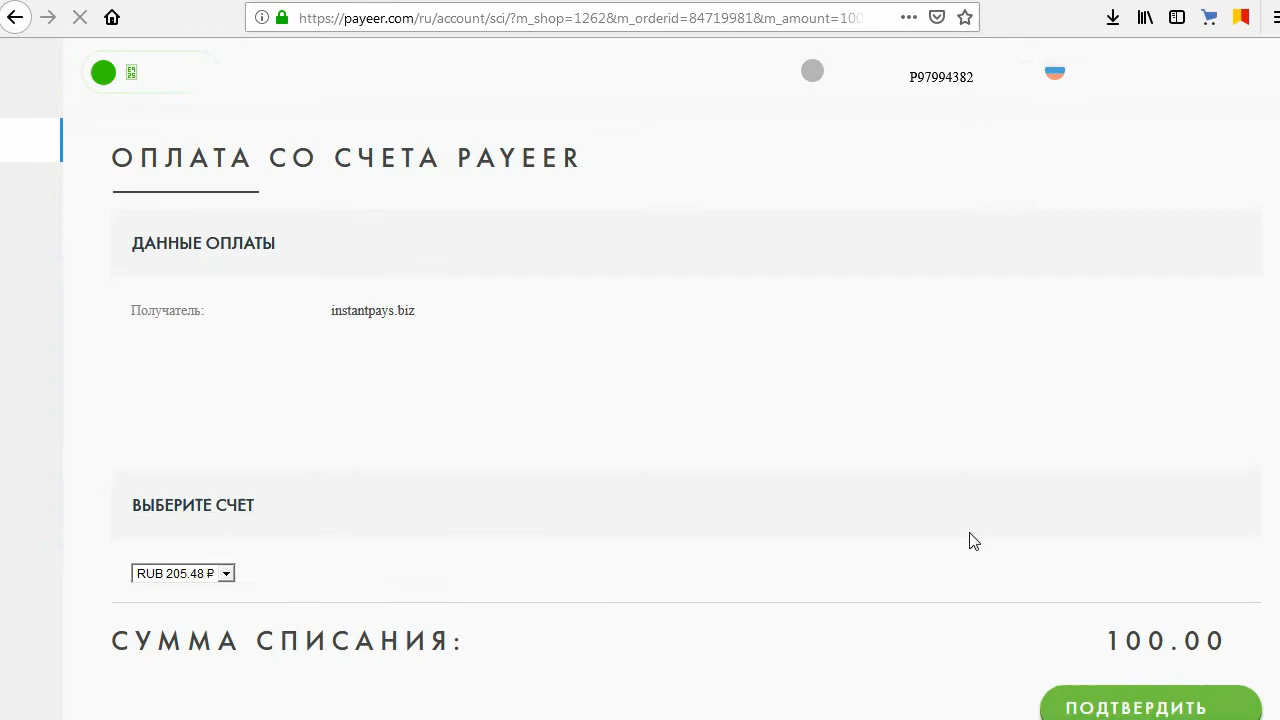 https://payeer.com/ru/account/sci/?m_shop=1262&m_orderid=84719981&m_amount=100
P97994382
ОПЛАТА СО СЧЕТА PAYEER
ДАННЫЕ ОПЛАТЫ
Получатель: instantpays.biz
ВЫБЕРИТЕ СЧЕТ
RUB 205.48 ₽
СУММА СПИСАНИЯ: 100.00
ПОДТВЕРДИТЬ